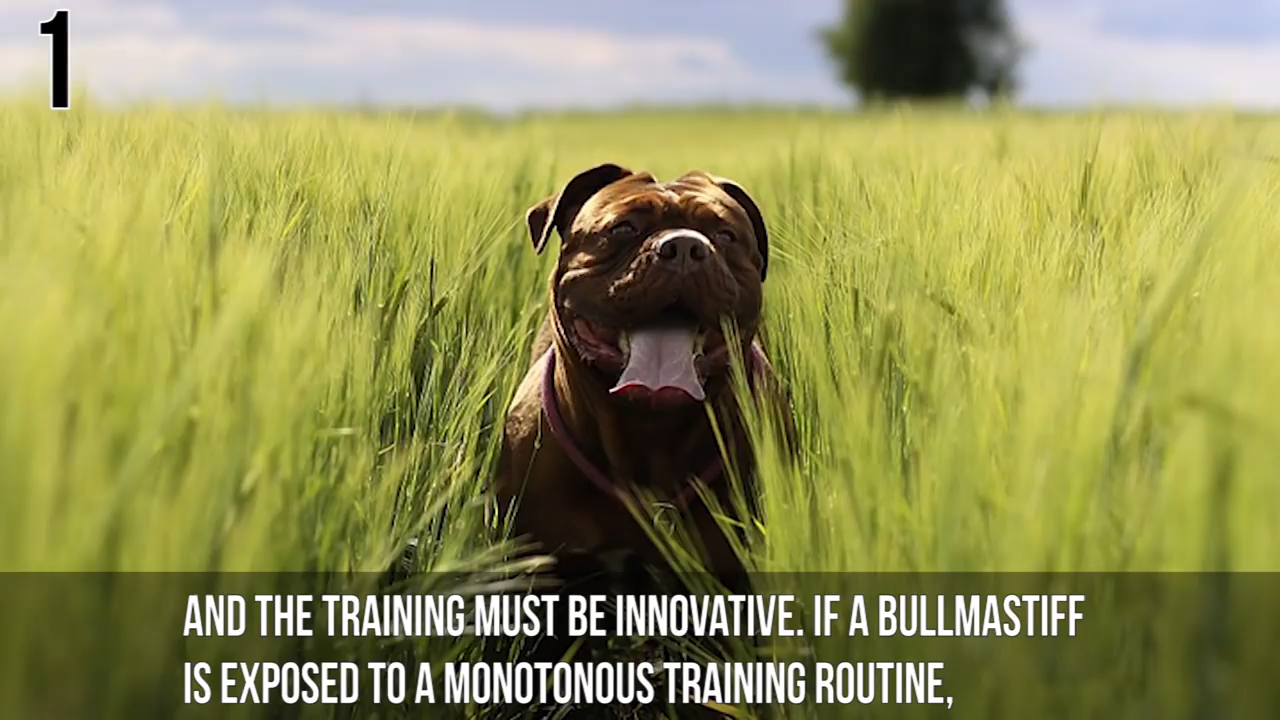 1
AND THE TRAINING MUST BE INNOVATIVE. IF A BULLMASTIFF
IS EXPOSED TO A MONOTONOUS TRAINING ROUTINE,